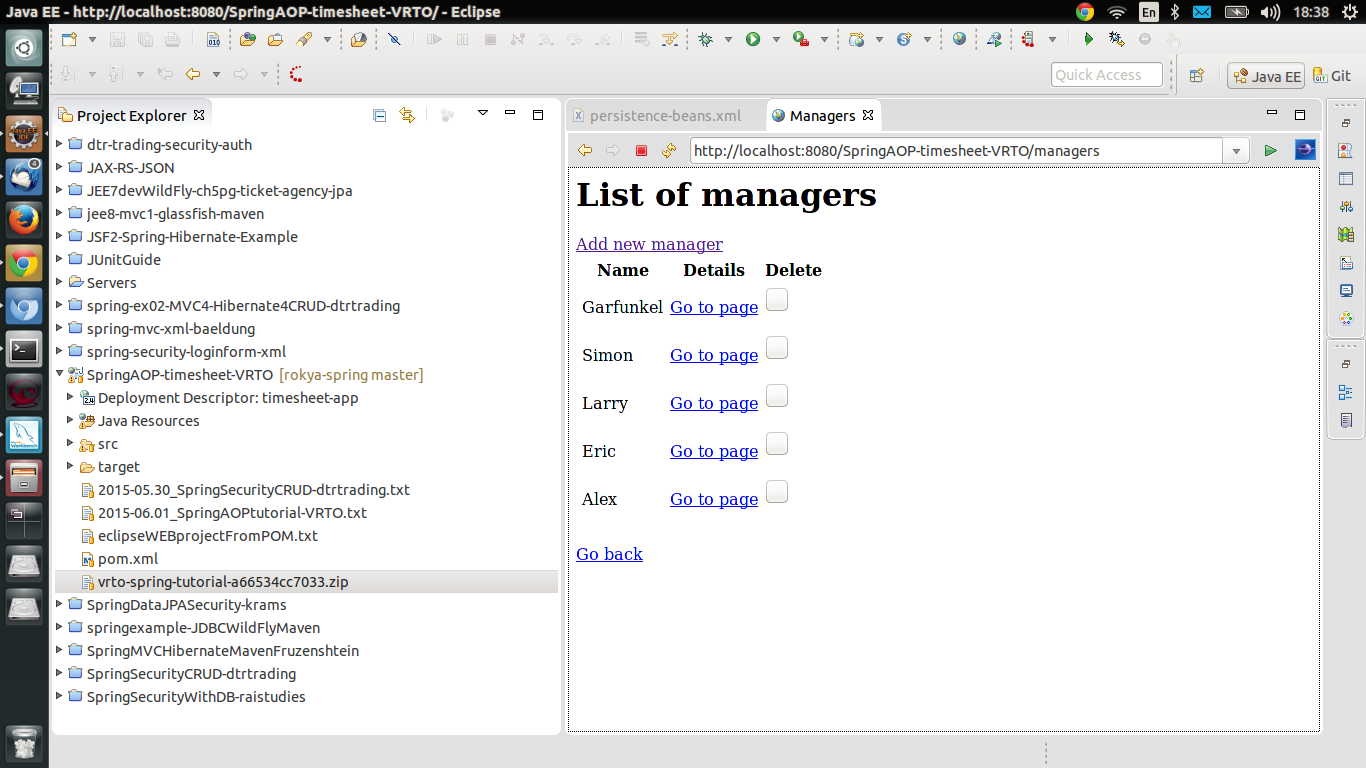 Java EE - http://localhost:8080/SpringAOP-timesheet-VRTO/ - Eclipse
En
18:38
010
Quick Access
Java EE
Git
Project Explorer
persistence-beans.xml
Managers
http://localhost:8080/SpringAOP-timesheet-VRTO/managers
dtr-trading-security-auth
JAX-RS-JSON
JEE7devWildFly-ch5pg-ticket-agency-jpa
jee8-mvc1-glassfish-maven
JSF2-Spring-Hibernate-Example
JUnitGuide
Servers
spring-ex02-MVC4-Hibernate4CRUD-dtrtrading
spring-mvc-xml-baeldung
spring-security-loginform-xml
SpringAOP-timesheet-VRTO [rokya-spring master]
Deployment Descriptor: timesheet-app
Java Resources
src
target
2015-05.30_SpringSecurityCRUD-dtrtrading.txt
2015-06.01_SpringAOPtutorial-VRTO.txt
eclipseWEBprojectFromPOM.txt
pom.xml
vrto-spring-tutorial-a66534cc7033.zip
SpringDataJPASecurity-krams
springexample-JDBCWildFlyMaven
SpringMVCHibernateMavenFruzenshtein
SpringSecurityCRUD-dtrtrading
SpringSecurityWithDB-raistudies
List of managers
Add new manager
Name Details Delete
Garfunkel Go to page
Simon Go to page
Larry Go to page
Eric Go to page
Alex Go to page
Go back